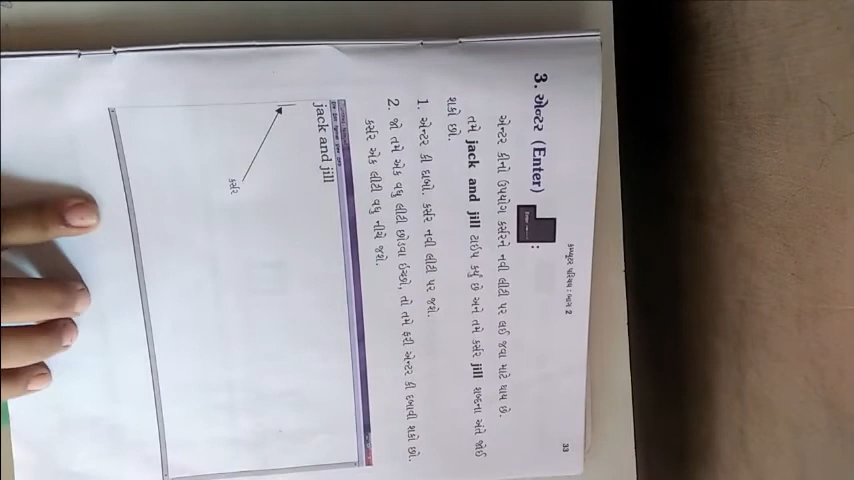 કમ્પ્યુટર પરિચય : ભાગ 2
33
3. એન્ટર (Enter) :
એન્ટર કીનો ઉપયોગ કર્સરને નવી લીટી પર લઈ જવા માટે થાય છે.
તમે jack and jill ટાઈપ કર્યું છે અને તમે કર્સર jill શબ્દના અંતે જોઈ
શકો છો.
1. એન્ટર કી દાબો. કર્સર નવી લીટી પર જશે.
2. જો તમે એક વધુ લીટી છોડવા ઈચ્છો, તો તમે ફરી એન્ટર કી દબાવી શકો છો.
કર્સર એક લીટી વધુ નીચે જશે.
jack and jill
કર્સર